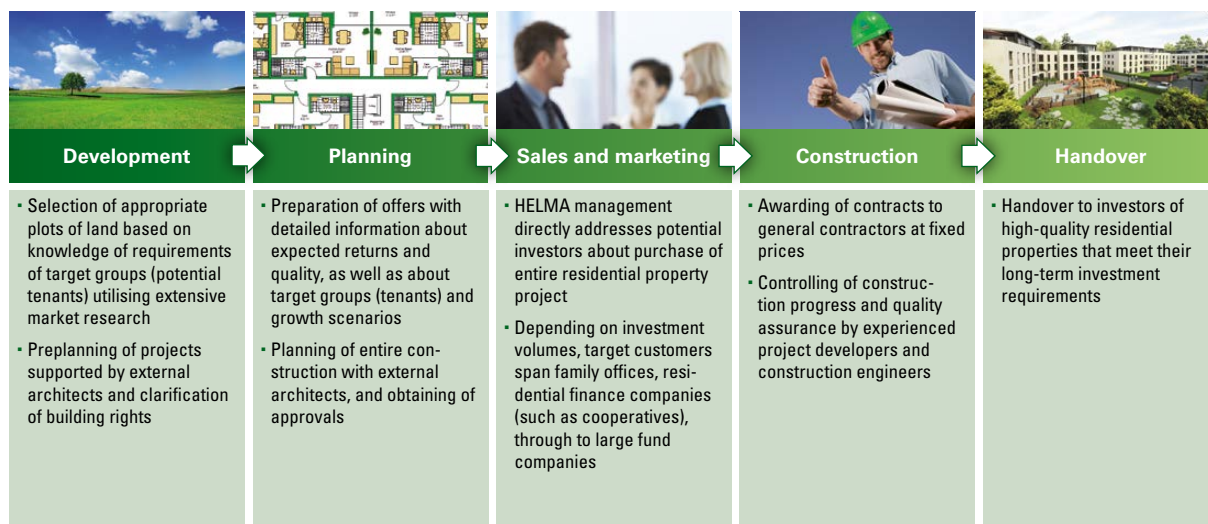 Development
Planning
Sales and marketing
Construction
Handover
▪ Selection of appropriate
plots of land based on
knowledge of requirements
of target groups (potential
tenants) utilising extensive
market research
▪ Preplanning of projects
supported by external
architects and clarification
of building rights
▪ Preparation of offers with
detailed information about
expected returns and
quality, as well as about
target groups (tenants) and
growth scenarios
▪ Planning of entire con-
struction with external
architects, and obtaining of
approvals
▪ HELMA management
directly addresses potential
investors about purchase of
entire residential property
project
▪ Depending on investment
volumes, target customers
span family offices, resi-
dential finance companies
(such as cooperatives),
through to large fund
companies
▪ Awarding of contracts to
general contractors at fixed
prices
▪ Controlling of construc-
tion progress and quality
assurance by experienced
project developers and
construction engineers
▪ Handover to investors of
high-quality residential
properties that meet their
long-term investment
requirements